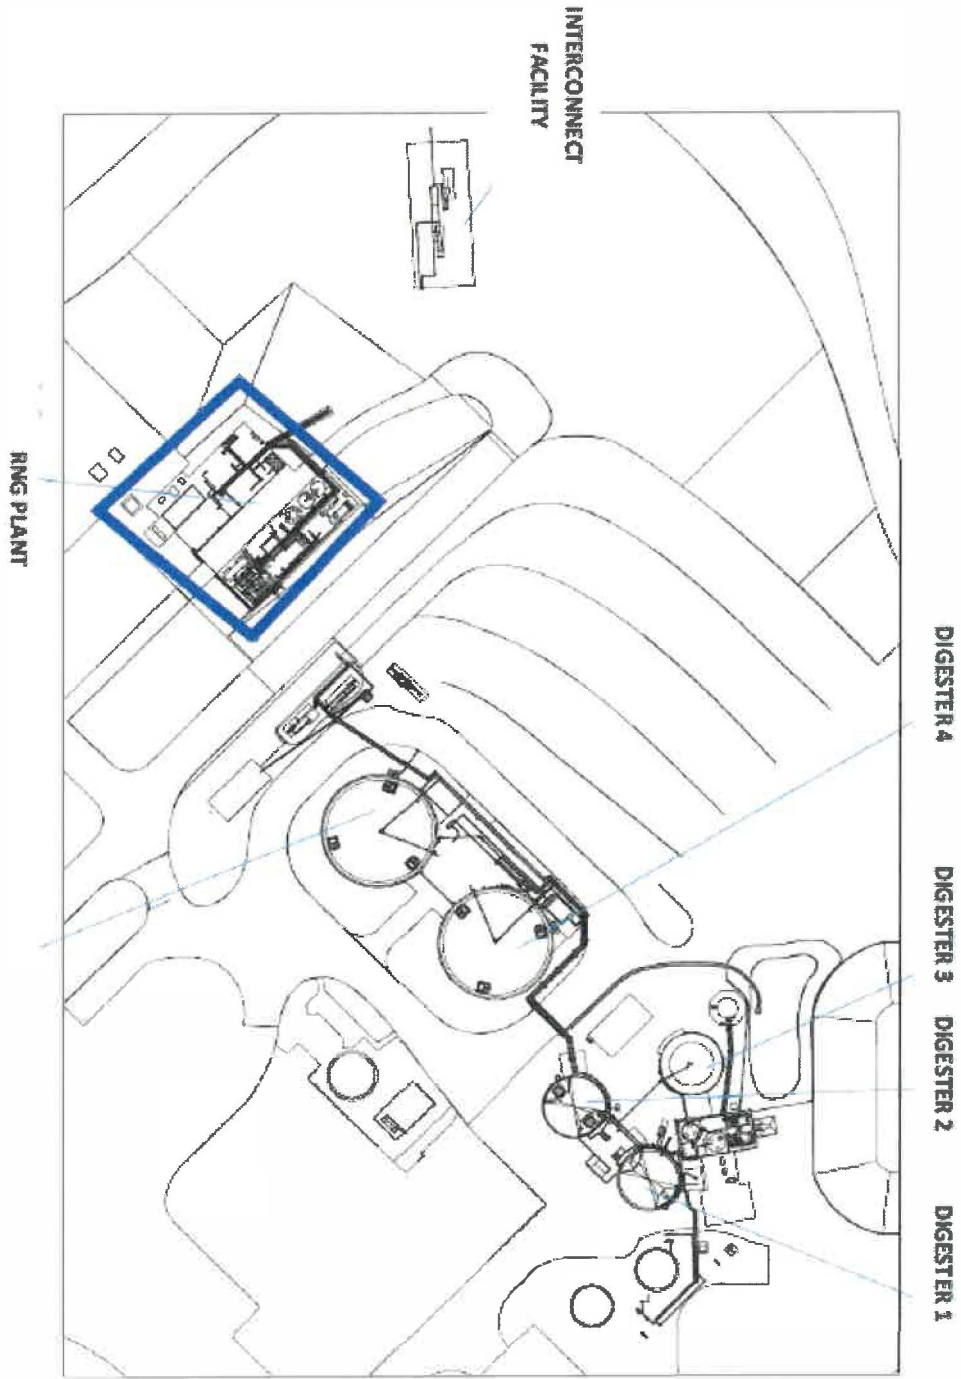 INTERCONNECT
FACILITY
RNG PLANT
DIGESTER 4
DIGESTER 3
DIGESTER 2
DIGESTER 1